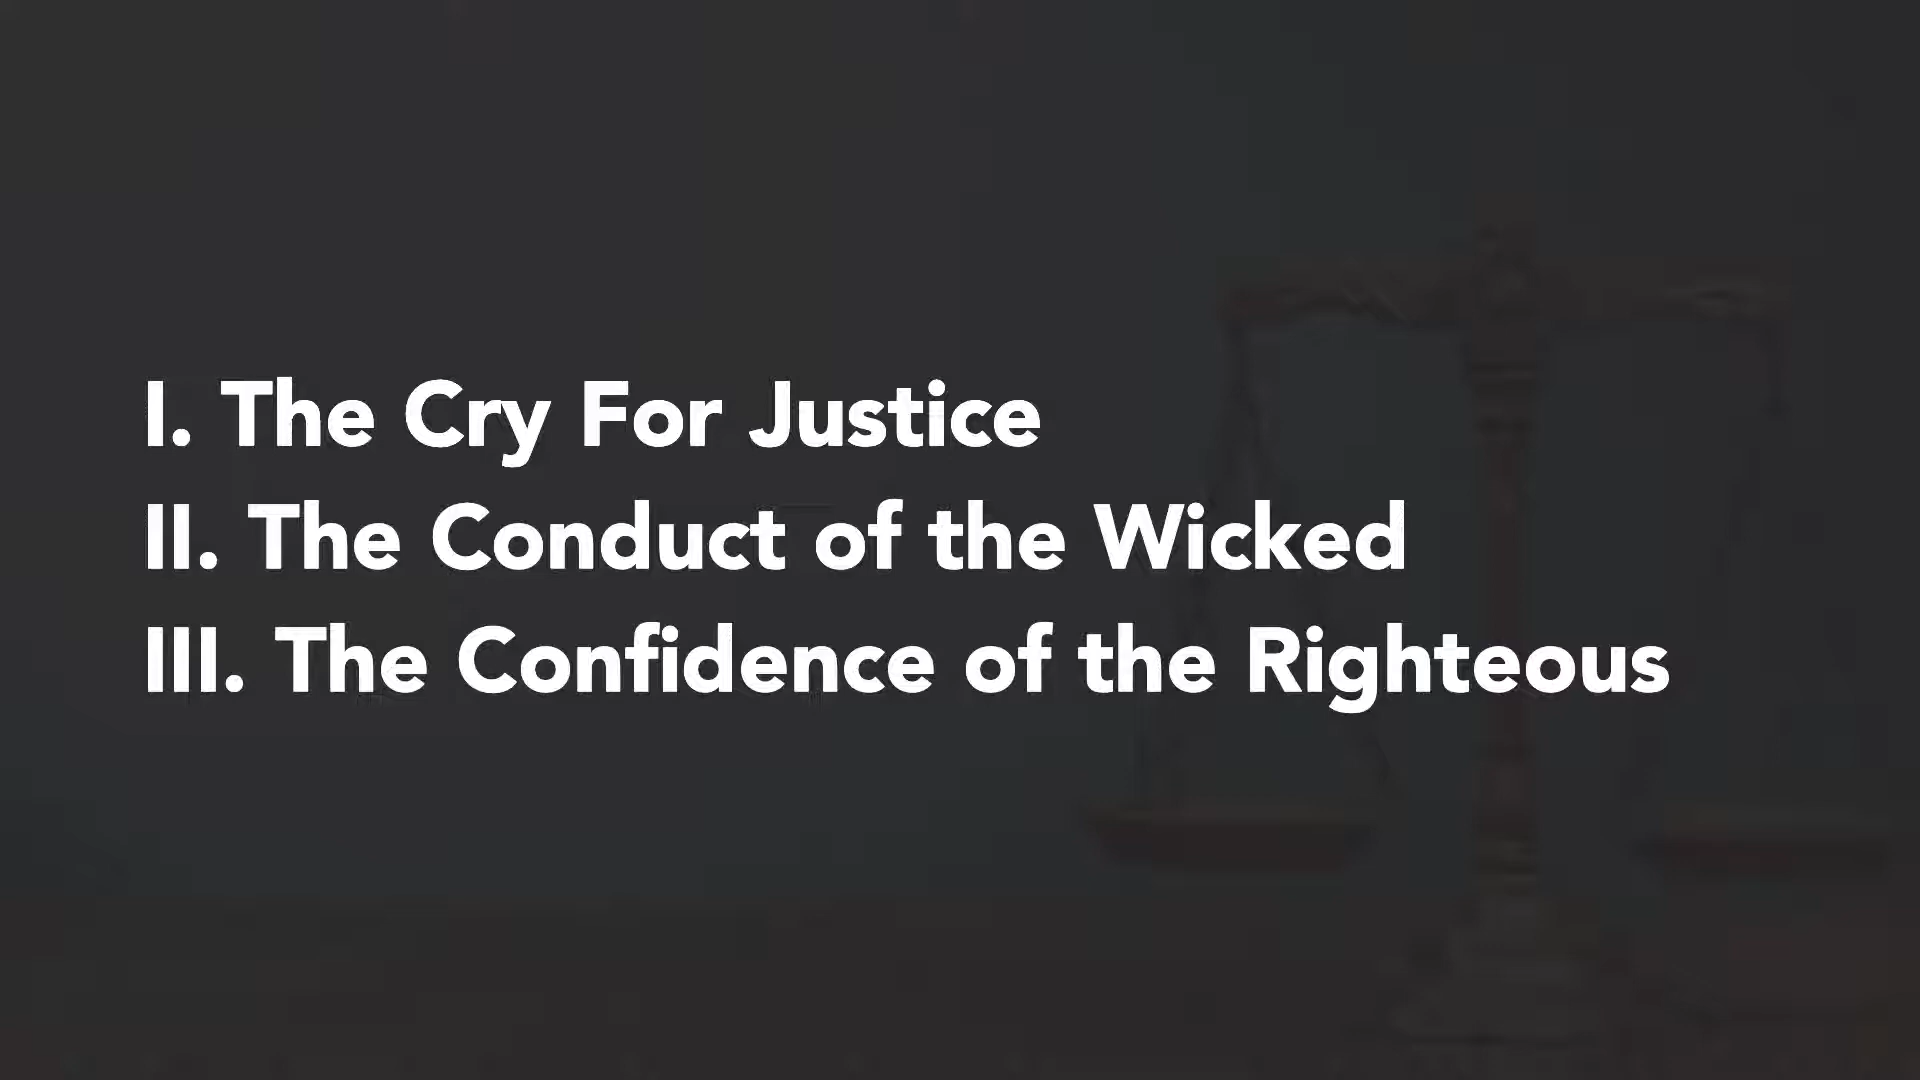 I. The Cry For Justice
II. The Conduct of the Wicked
III. The Confidence of the Righteous